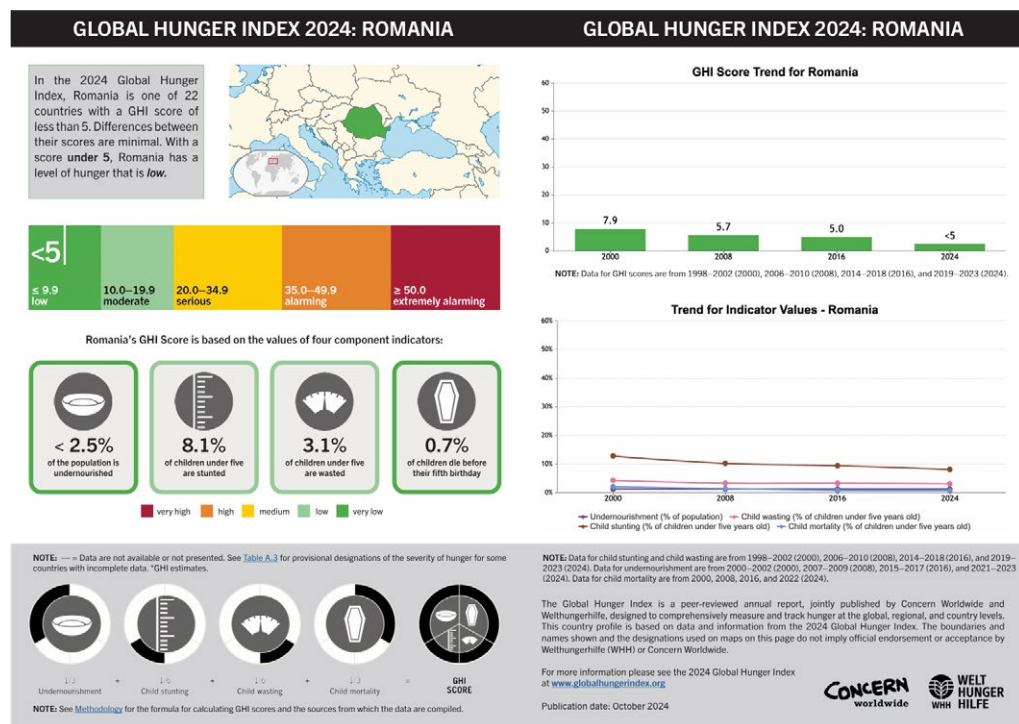 GLOBAL HUNGER INDEX 2024: ROMANIA
In the 2024 Global Hunger
Index, Romania is one of 22
countries with a GHI score of
less than 5. Differences between
their scores are minimal. With a
score under 5, Romania has a
level of hunger that is low.
<5
≤ 9.9
low
10.0–19.9
moderate
20.0–34.9
serious
35.0–49.9
alarming
≥ 50.0
extremely alarming
Romania's GHI Score is based on the values of four component indicators:
< 2.5%
of the population is
undernourished
8.1%
of children under five
are stunted
3.1%
of children under five
are wasted
0.7%
of children die before
their fifth birthday
very high
high
medium
low
very low
NOTE: — = Data are not available or not presented. See Table A.3 for provisional designations of the severity of hunger for some
countries with incomplete data. *GHI estimates.
1/3
Undernourishment
+
1/6
Child stunting
+
1/6
Child wasting
+
1/3
Child mortality
=
GHI
SCORE
NOTE: See Methodology for the formula for calculating GHI scores and the sources from which the data are compiled.
GLOBAL HUNGER INDEX 2024: ROMANIA
GHI Score Trend for Romania
60
50
40
30
20
10
0
7.9
5.7
5.0
<5
2000
2008
2016
2024
NOTE: Data for GHI scores are from 1998–2002 (2000), 2006–2010 (2008), 2014–2018 (2016), and 2019–2023 (2024).
Trend for Indicator Values - Romania
60%
50%
40%
30%
20%
10%
0%
2000
2008
2016
2024
Undernourishment (% of population)
Child wasting (% of children under five years old)
Child stunting (% of children under five years old)
Child mortality (% of children under five years old)
NOTE: Data for child stunting and child wasting are from 1998–2002 (2000), 2006–2010 (2008), 2014–2018 (2016), and 2019–
2023 (2024). Data for undernourishment are from 2000–2002 (2000), 2007–2009 (2008), 2015–2017 (2016), and 2021–2023
(2024). Data for child mortality are from 2000, 2008, 2016, and 2022 (2024).
The Global Hunger Index is a peer-reviewed annual report, jointly published by Concern Worldwide and
Welthungerhilfe, designed to comprehensively measure and track hunger at the global, regional, and country levels.
This country profile is based on data and information from the 2024 Global Hunger Index. The boundaries and
names shown and the designations used on maps on this page do not imply official endorsement or acceptance by
Welthungerhilfe (WHH) or Concern Worldwide.
For more information please see the 2024 Global Hunger Index
at www.globalhungerindex.org
Publication date: October 2024
CONCERN
worldwide
WHH
WELT
HUNGER
HILFE